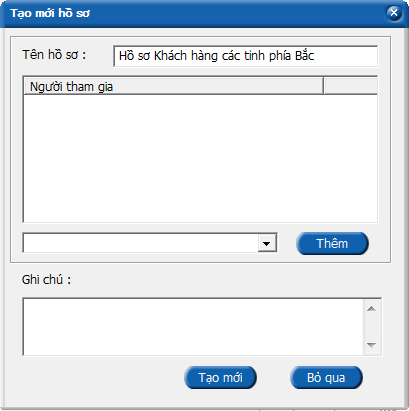 Tạo mới hồ sơ
Tên hồ sơ :
Hồ sơ Khách hàng các tinh phía Bắc
Người tham gia
Thêm
Ghi chú :
Tạo mới
Bỏ qua